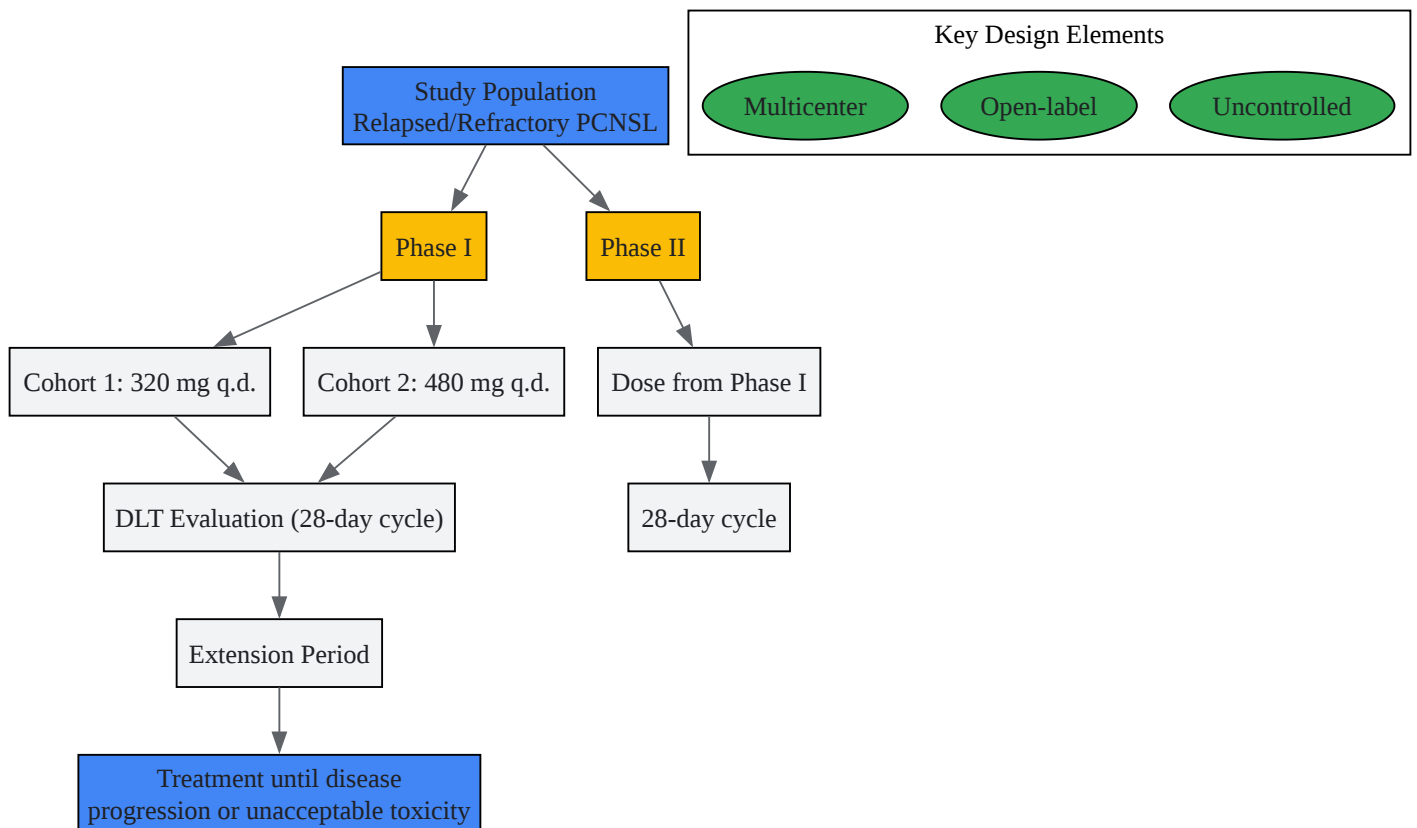 Key Design Elements
Multicenter
Open-label
Uncontrolled
Study Population
Relapsed/Refractory PCNSL
Phase I
Phase II
Cohort 1: 320 mg q.d.
Cohort 2: 480 mg q.d.
Dose from Phase I
DLT Evaluation (28-day cycle)
28-day cycle
Extension Period
Treatment until disease
progression or unacceptable toxicity